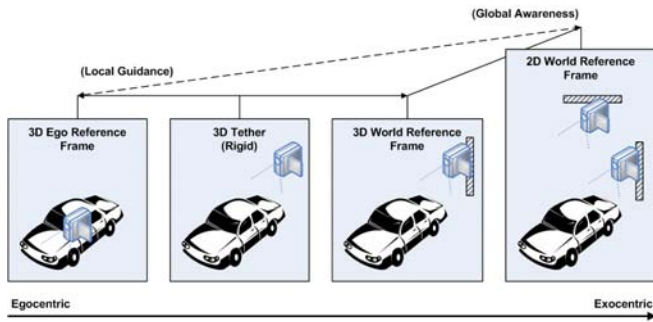 (Global Awareness)
(Local Guidance)
2D World Reference
Frame
3D Ego Reference
Frame
3D Tether
(Rigid)
3D World Reference
Frame
Egocentric
Exocentric